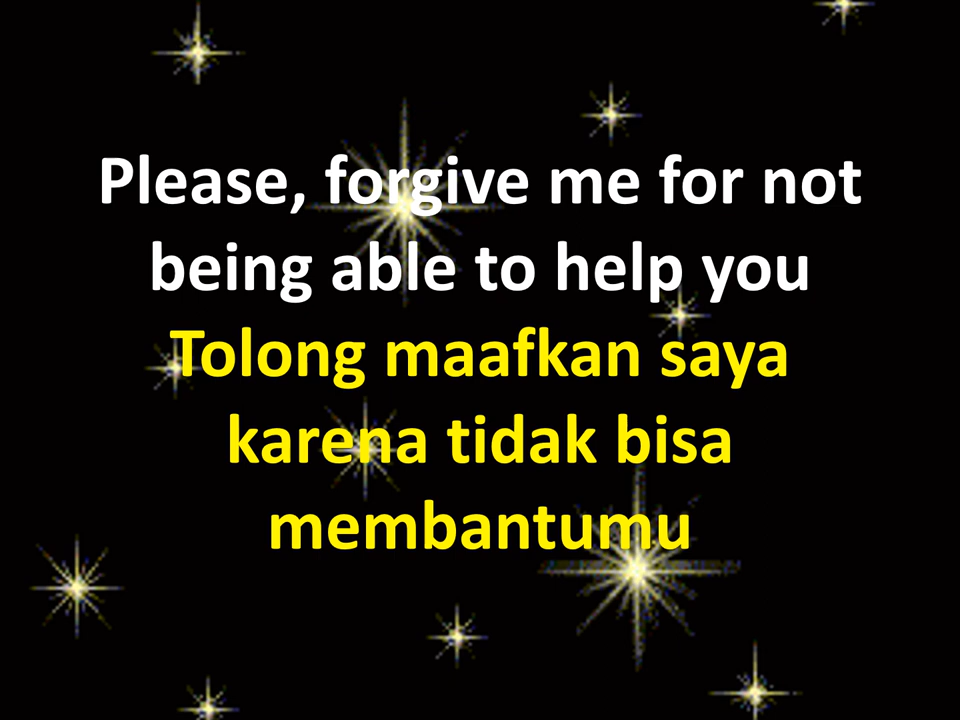 Please, forgive me for not
being able to help you
Tolong maafkan saya
karena tidak bisa
membantumu